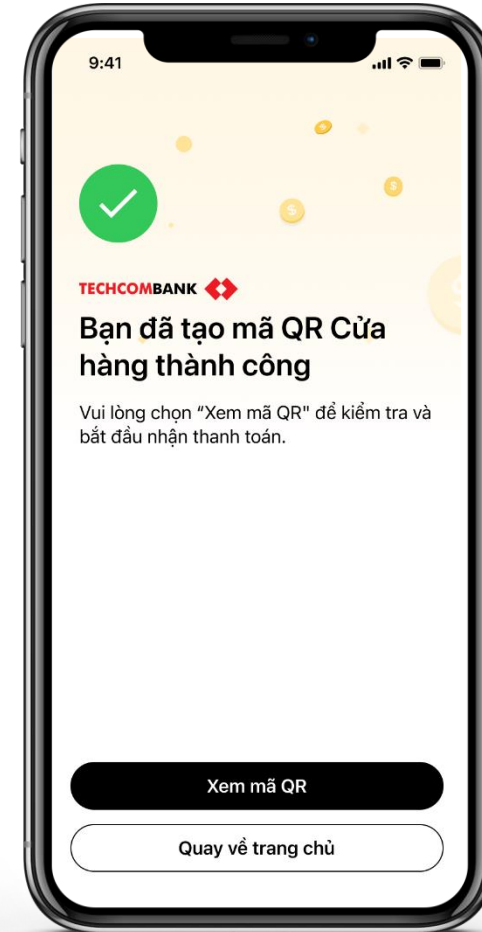 9:41
TECHCOMBANK
Bạn đã tạo mã QR Cửa
hàng thành công
Vui lòng chọn “Xem mã QR" để kiểm tra và
bắt đầu nhận thanh toán.
Xem mã QR
Quay về trang chủ